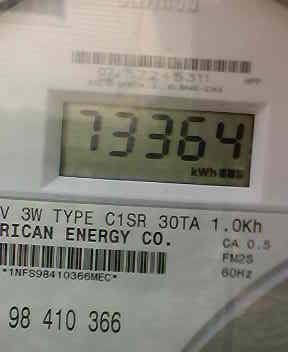 73364
kWh
V 3W TYPE C1SR 30TA 1.0Kh
RICAN ENERGY CO.
CA 0.5
FM2S
60Hz
*1NFS98410366MEC*
98 410 366